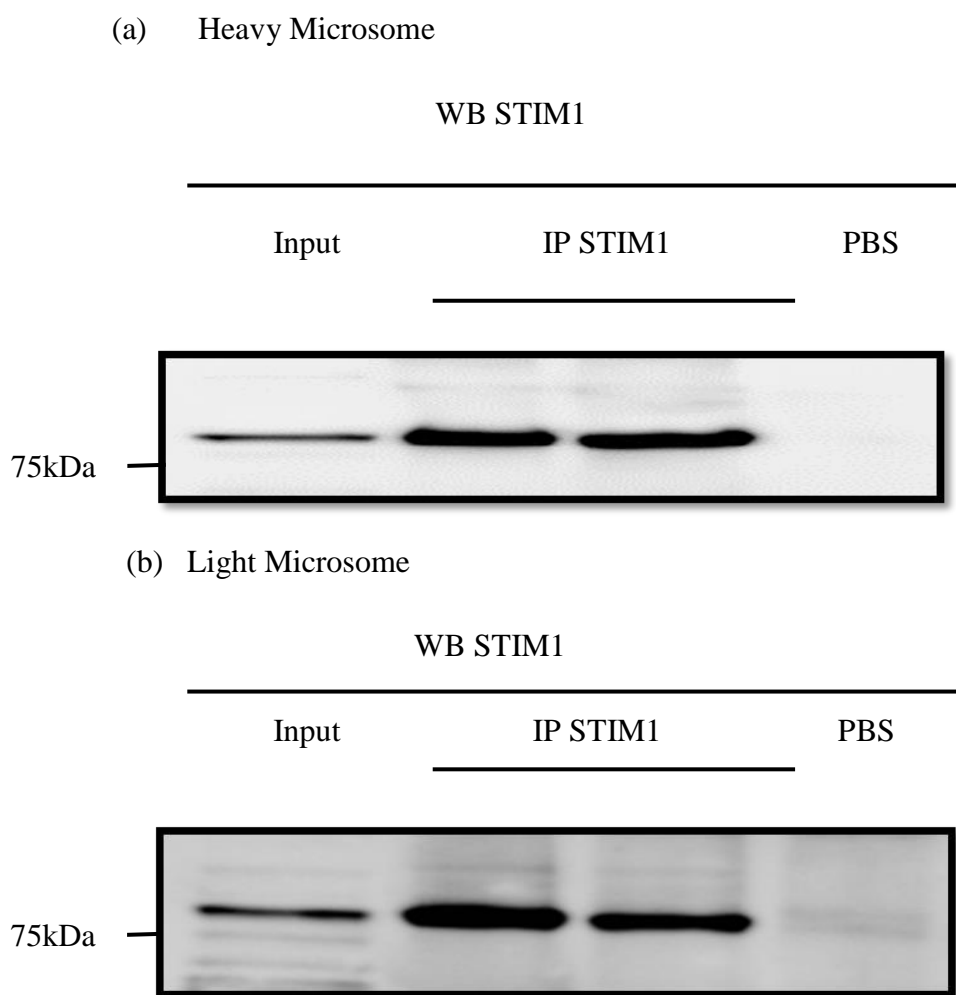 (a) Heavy Microsome
WB STIM1
Input IP STIM1 PBS
75kDa
(b) Light Microsome
WB STIM1
Input IP STIM1 PBS
75kDa